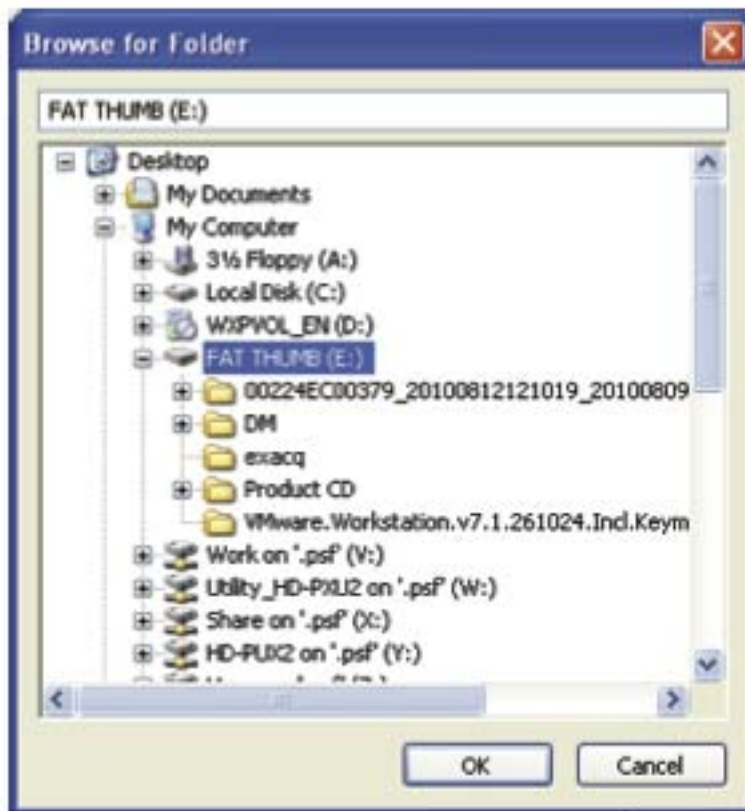 Browse for Folder
FAT THUMB (E:)
Desktop
My Documents
My Computer
3½ Floppy (A:)
Local Disk (C:)
WXPVOL_EN (D:)
FAT THUMB (E:)
00224EC00379_20100812121019_20100809
DM
exacq
Product CD
VMware.Workstation.v7.1.261024.Incl.Keym
Work on '.psf' (V:)
Utility_HD-PXU2 on '.psf' (W:)
Share on '.psf' (X:)
HD-PUX2 on '.psf' (Y:)
OK
Cancel